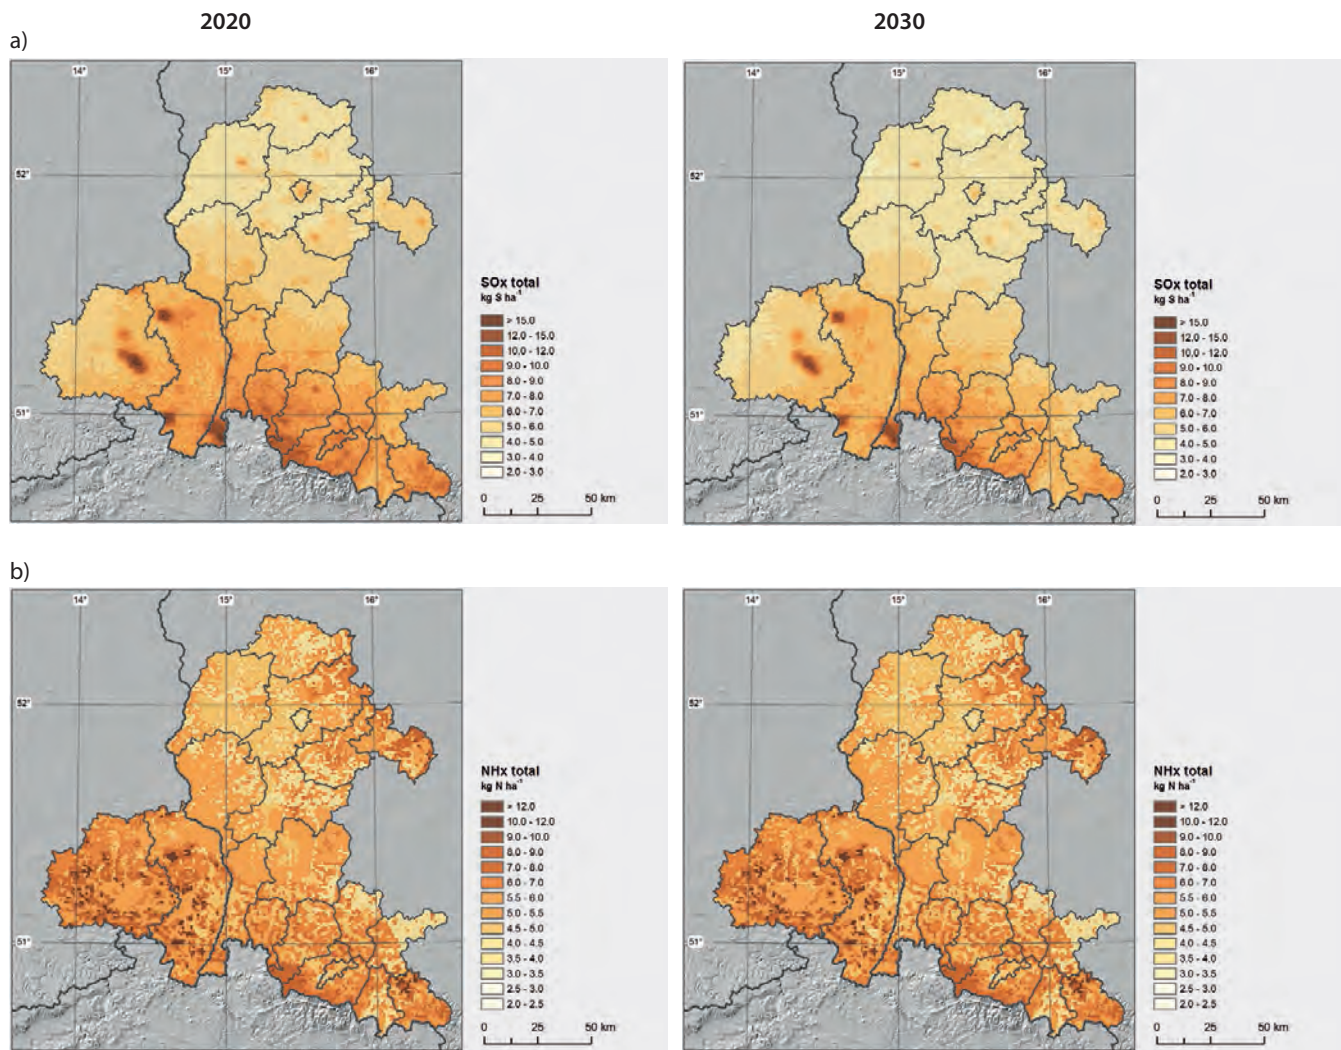 2020
2030
a)
14°
15°
16°
52°
51°
SOx total
kg S ha⁻¹
> 15.0
12.0 - 15.0
10.0 - 12.0
9.0 - 10.0
8.0 - 9.0
7.0 - 8.0
6.0 - 7.0
5.0 - 6.0
4.0 - 5.0
3.0 - 4.0
2.0 - 3.0
0 25 50 km
14°
15°
16°
52°
51°
SOx total
kg S ha⁻¹
> 15.0
12.0 - 15.0
10.0 - 12.0
9.0 - 10.0
8.0 - 9.0
7.0 - 8.0
6.0 - 7.0
5.0 - 6.0
4.0 - 5.0
3.0 - 4.0
2.0 - 3.0
0 25 50 km
b)
14°
15°
16°
52°
51°
NHx total
kg N ha⁻¹
> 12.0
10.0 - 12.0
9.0 - 10.0
8.0 - 9.0
7.0 - 8.0
6.0 - 7.0
5.5 - 6.0
5.0 - 5.5
4.5 - 5.0
4.0 - 4.5
3.5 - 4.0
3.0 - 3.5
2.5 - 3.0
2.0 - 2.5
0 25 50 km
14°
15°
16°
52°
51°
NHx total
kg N ha⁻¹
> 12.0
10.0 - 12.0
9.0 - 10.0
8.0 - 9.0
7.0 - 8.0
6.0 - 7.0
5.5 - 6.0
5.0 - 5.5
4.5 - 5.0
4.0 - 4.5
3.5 - 4.0
3.0 - 3.5
2.5 - 3.0
2.0 - 2.5
0 25 50 km